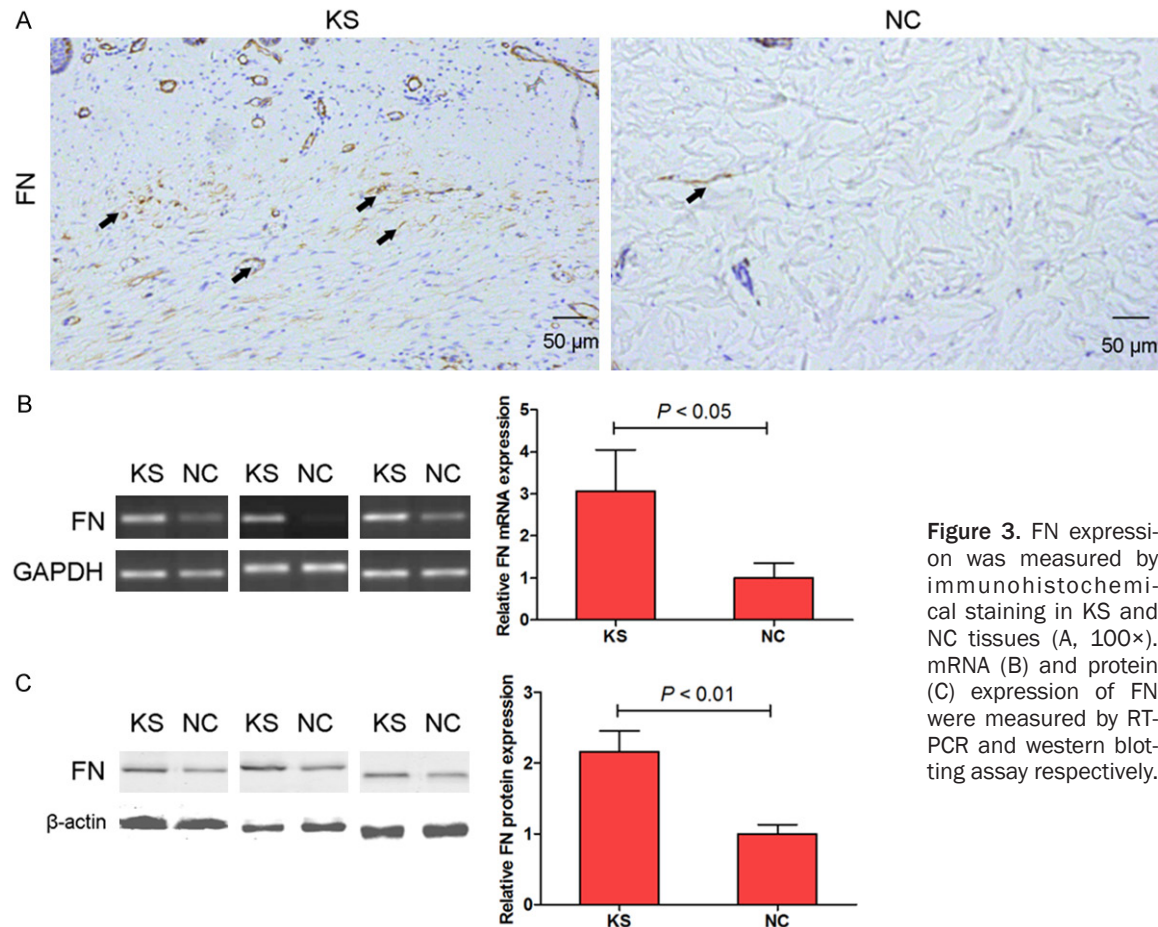 A
KS
NC
FN
50 μm
50 μm
B
KS NC KS NC KS NC
FN
GAPDH
Relative FN mRNA expression
5
4
3
2
1
0
P < 0.05
KS
NC
C
KS NC KS NC KS NC
FN
β-actin
Relative FN protein expression
3
2
1
0
P < 0.01
KS
NC
Figure 3. FN expressi-
on was measured by
immunohistochemi-
cal staining in KS and
NC tissues (A, 100×).
mRNA (B) and protein
(C) expression of FN
were measured by RT-
PCR and western blot-
ting assay respectively.